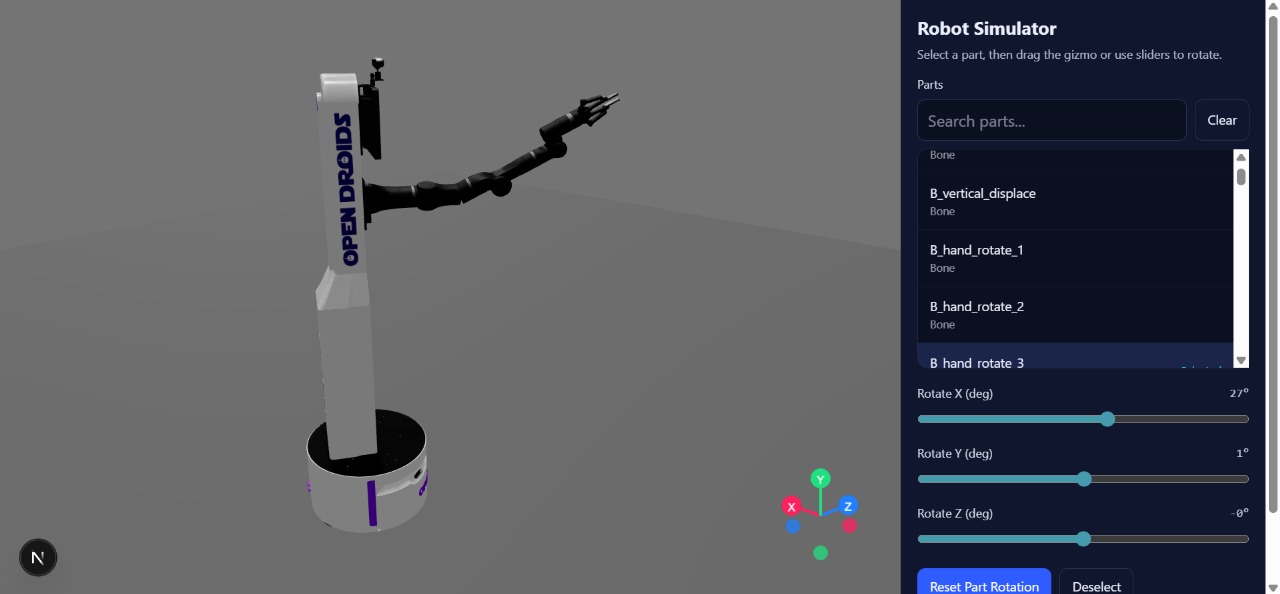 OPEN DROIDS
Robot Simulator
Select a part, then drag the gizmo or use sliders to rotate.
Parts
Search parts...
Clear
Bone
B_vertical_displace
Bone
B_hand_rotate_1
Bone
B_hand_rotate_2
Bone
B_hand_rotate_3
Rotate X (deg)
27°
Rotate Y (deg)
1°
Rotate Z (deg)
-0°
Reset Part Rotation
Deselect
Y
X
Z
N